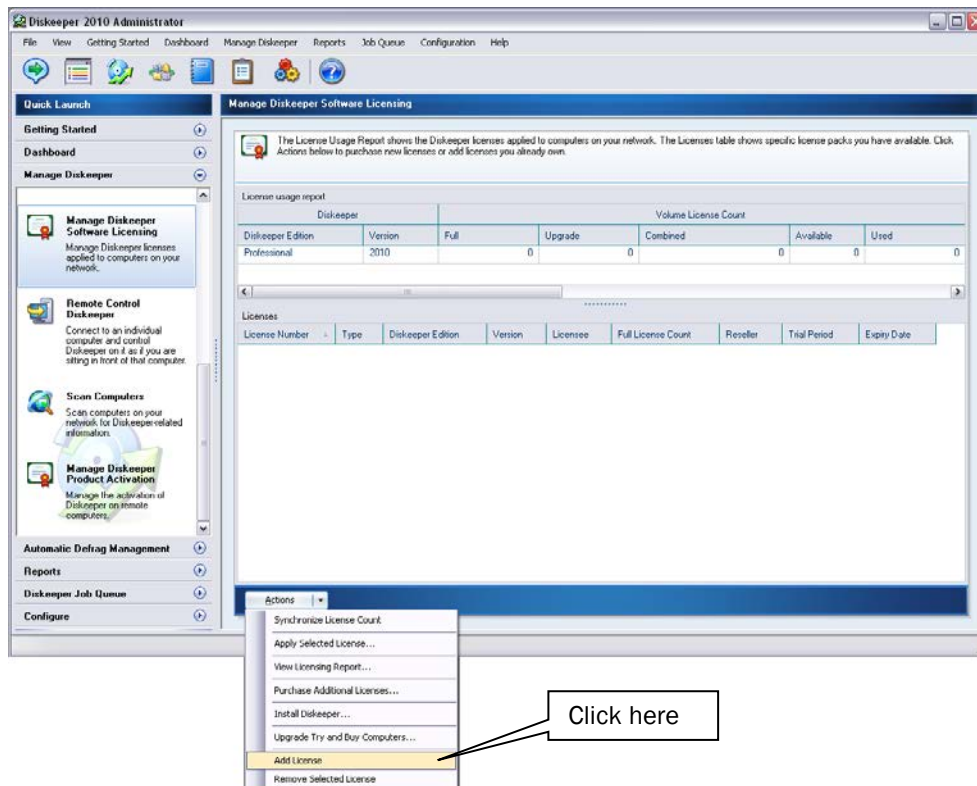 Diskeeper 2010 Administrator
File View Getting Started Dashboard Manage Diskeeper Reports Job Queue Configuration Help
Quick Launch
Getting Started
Dashboard
Manage Diskeeper
Manage Diskeeper
Software Licensing
Manage Diskeeper licenses
applied to computers on your
network.
Remote Control
Diskeeper
Connect to an individual
computer and control
Diskeeper on it as if you are
sitting in front of that computer.
Scan Computers
Scan computers on your
network for Diskeeper-related
information.
Manage Diskeeper
Product Activation
Manage the activation of
Diskeeper on remote
computers.
Automatic Defrag Management
Reports
Diskeeper Job Queue
Configure
Manage Diskeeper Software Licensing
The License Usage Report shows the Diskeeper licenses applied to computers on your network. The Licenses table shows specific license packs you have available. Click
Actions below to purchase new licenses or add licenses you already own.
License usage report
Diskeeper Volume License Count
Diskeeper Edition Version Full Upgrade Combined Available Used
Professional 2010 0 0 0 0 0
Licenses
License Number Type Diskeeper Edition Version Licensee Full License Count Reseller Trial Period Expiry Date
Actions
Synchronize License Count
Apply Selected License...
View Licensing Report...
Purchase Additional Licenses...
Install Diskeeper...
Upgrade Try and Buy Computers...
Add License
Remove Selected License
Click here